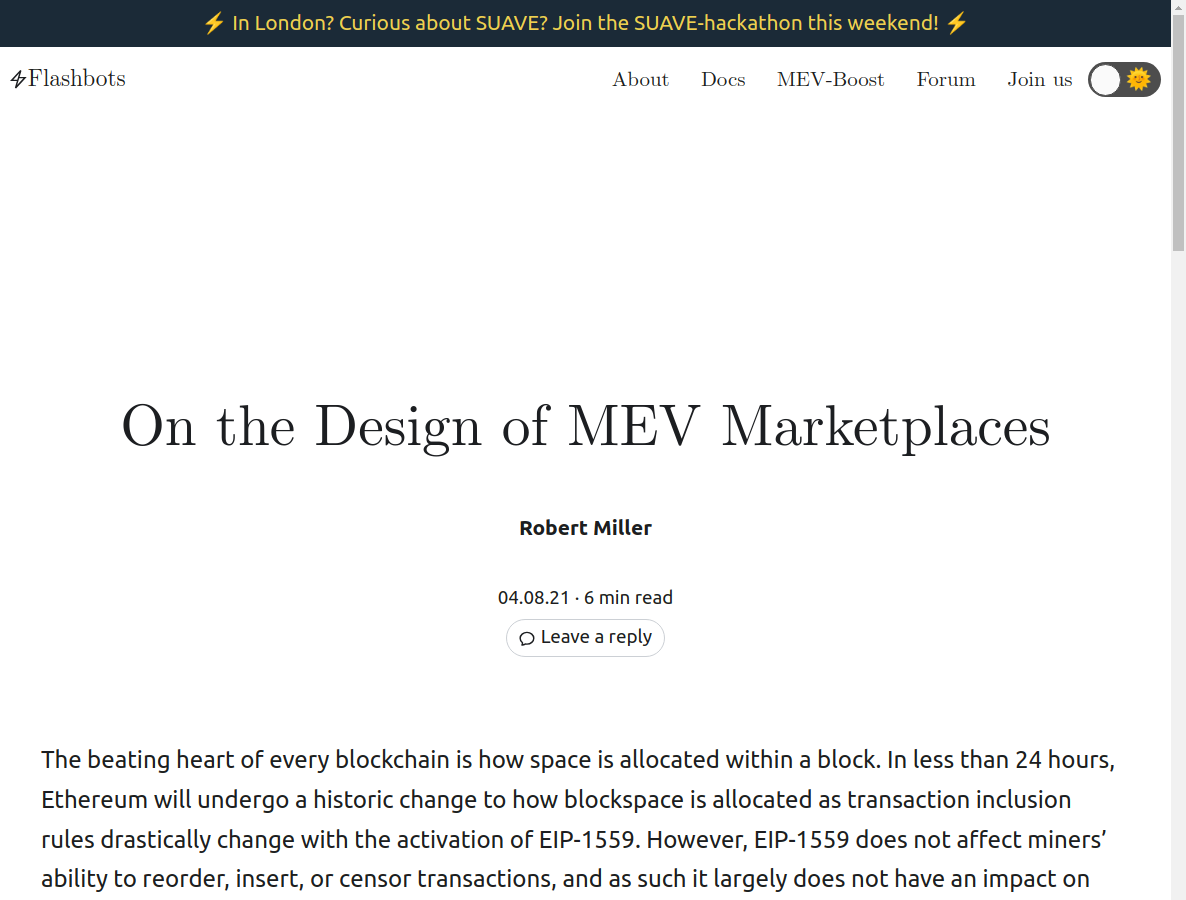 ⚡ In London? Curious about SUAVE? Join the SUAVE-hackathon this weekend! ⚡
Flashbots
About Docs MEV-Boost Forum Join us
On the Design of MEV Marketplaces
Robert Miller
04.08.21 · 6 min read
Leave a reply
The beating heart of every blockchain is how space is allocated within a block. In less than 24 hours,
Ethereum will undergo a historic change to how blockspace is allocated as transaction inclusion
rules drastically change with the activation of EIP-1559. However, EIP-1559 does not affect miners’
ability to reorder, insert, or censor transactions, and as such it largely does not have an impact on